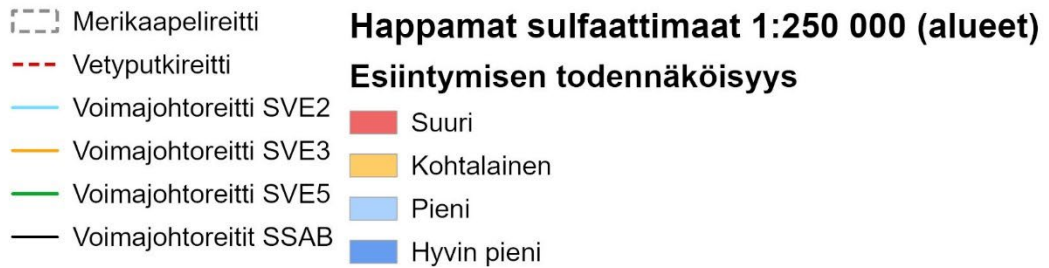 Merikaapelireitti
Vetyputkireitti
Voimajohtoreitti SVE2
Voimajohtoreitti SVE3
Voimajohtoreitti SVE5
Voimajohtoreitit SSAB
Happamat sulfaattimaat 1:250 000 (alueet)
Esiintymisen todennäköisyys
Suuri
Kohtalainen
Pieni
Hyvin pieni